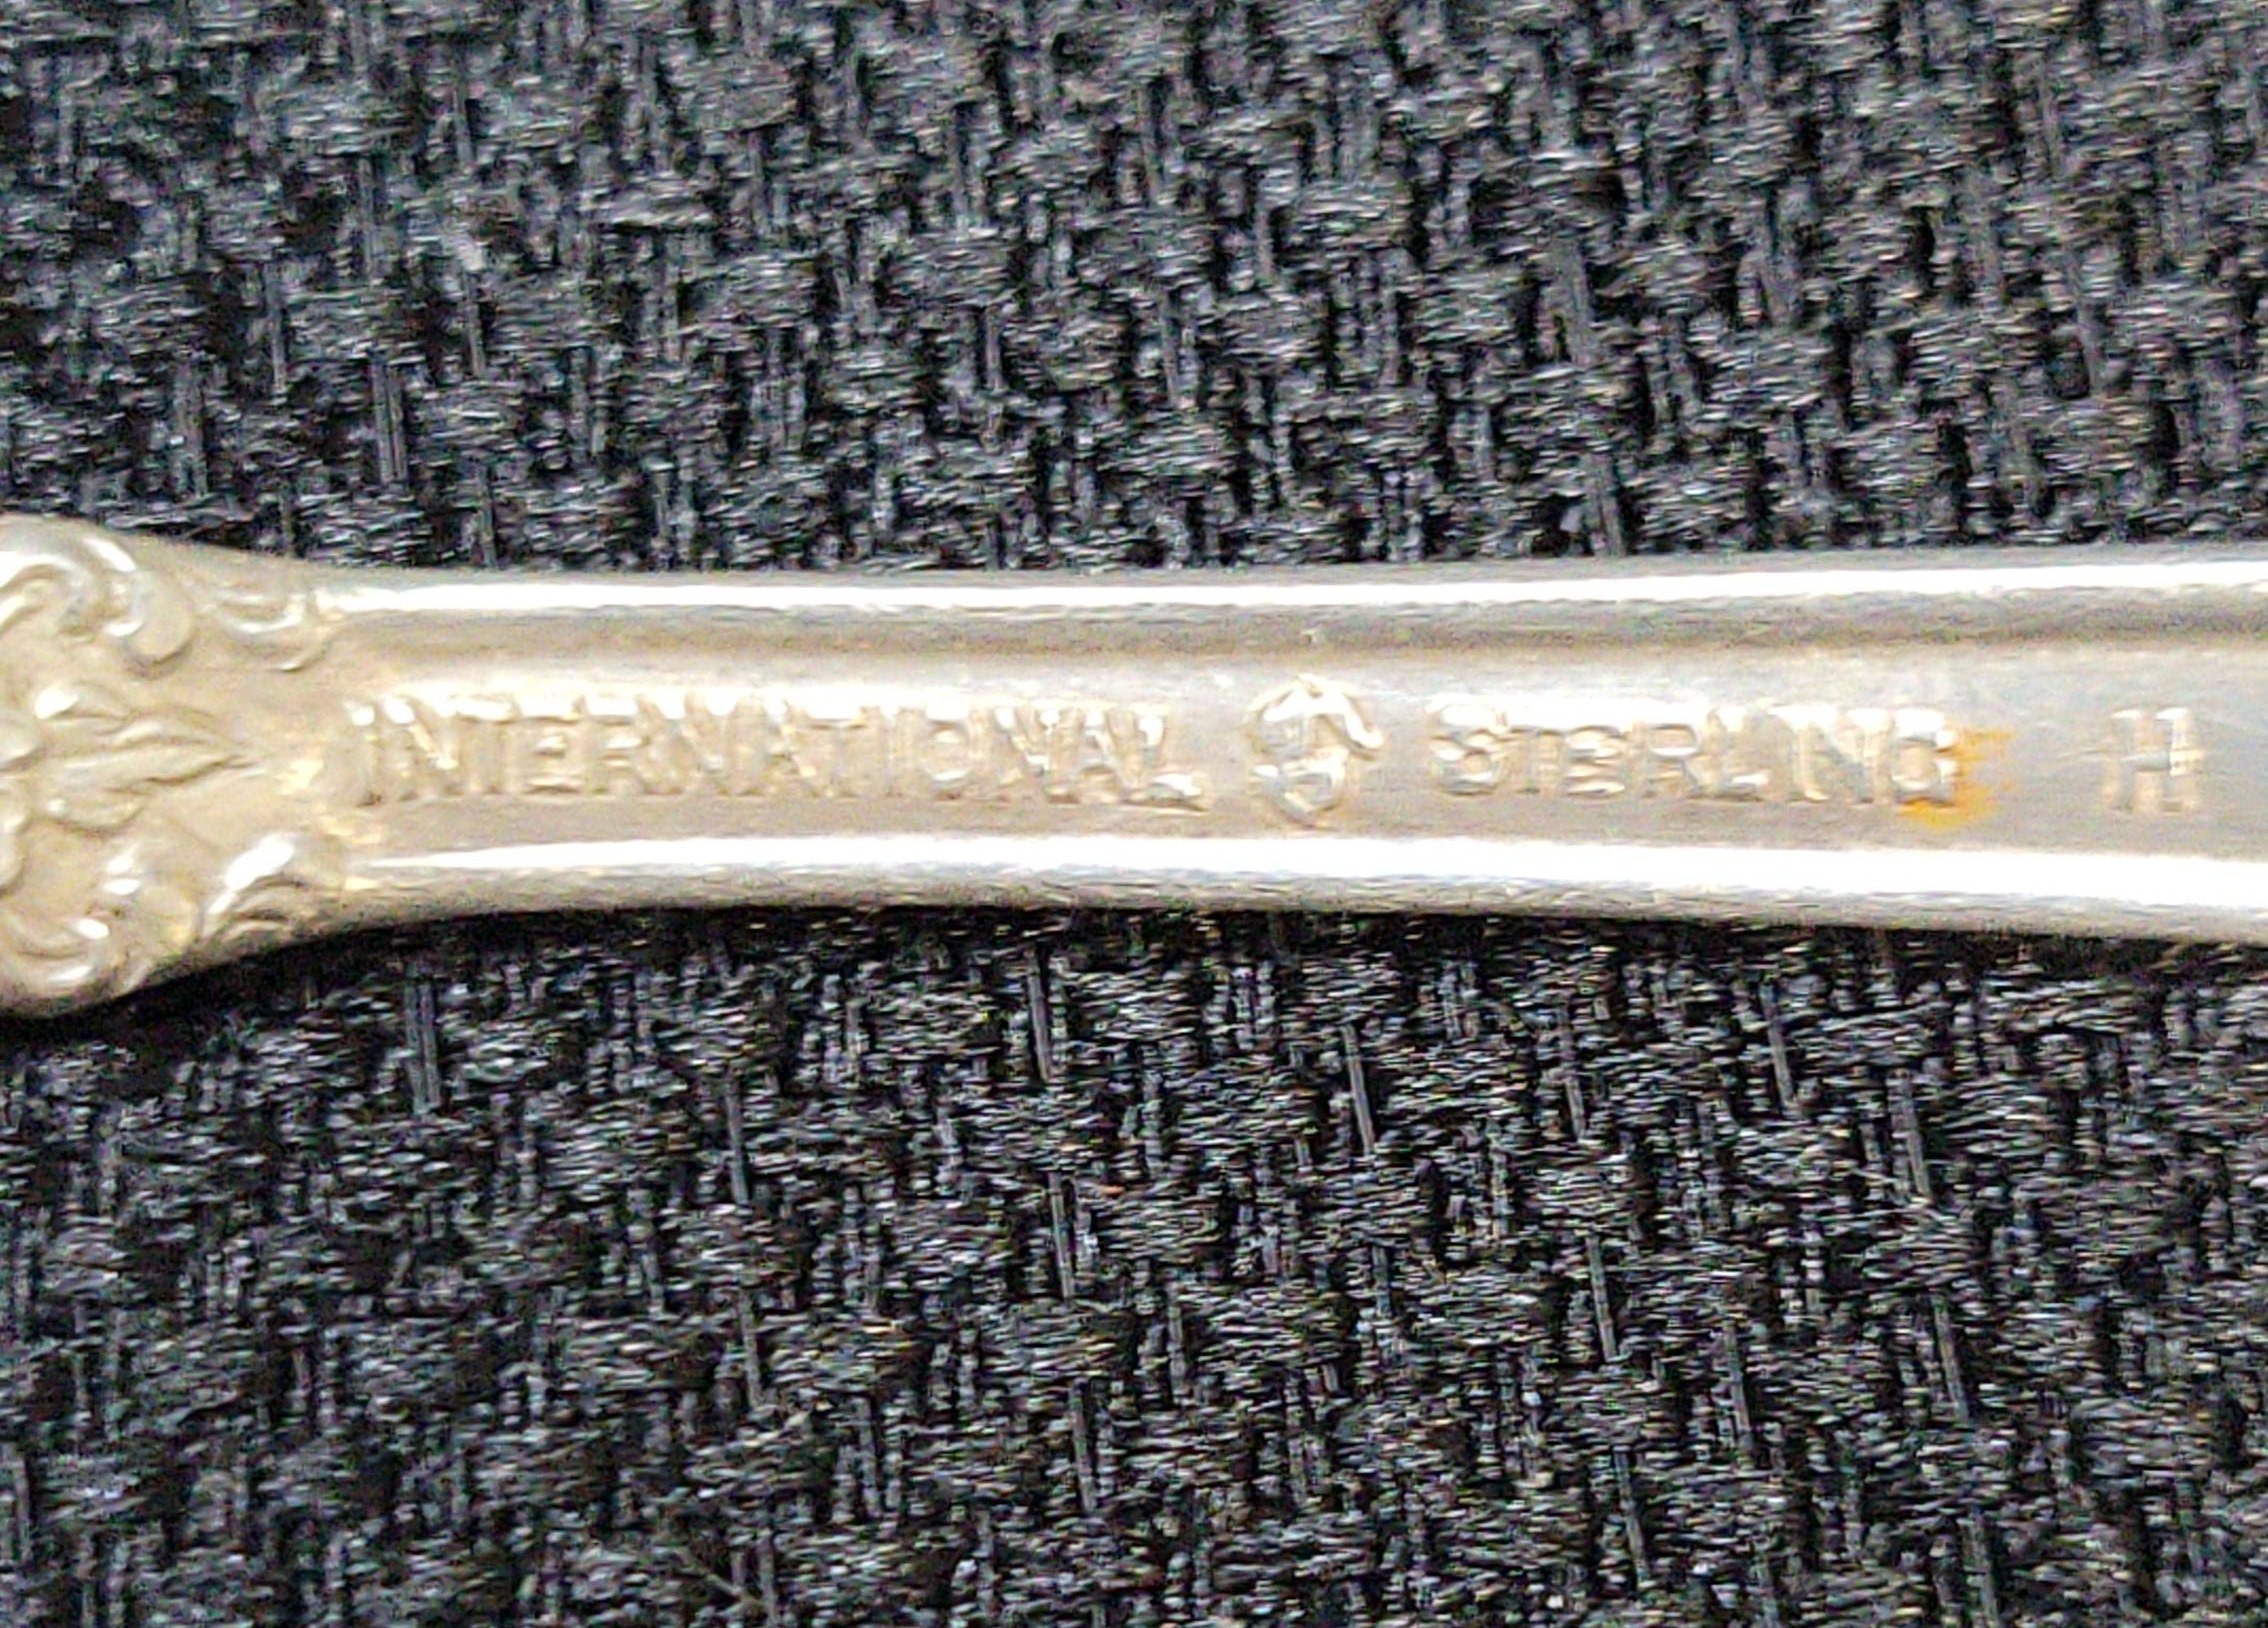 INTERNATIONAL S STERLING H